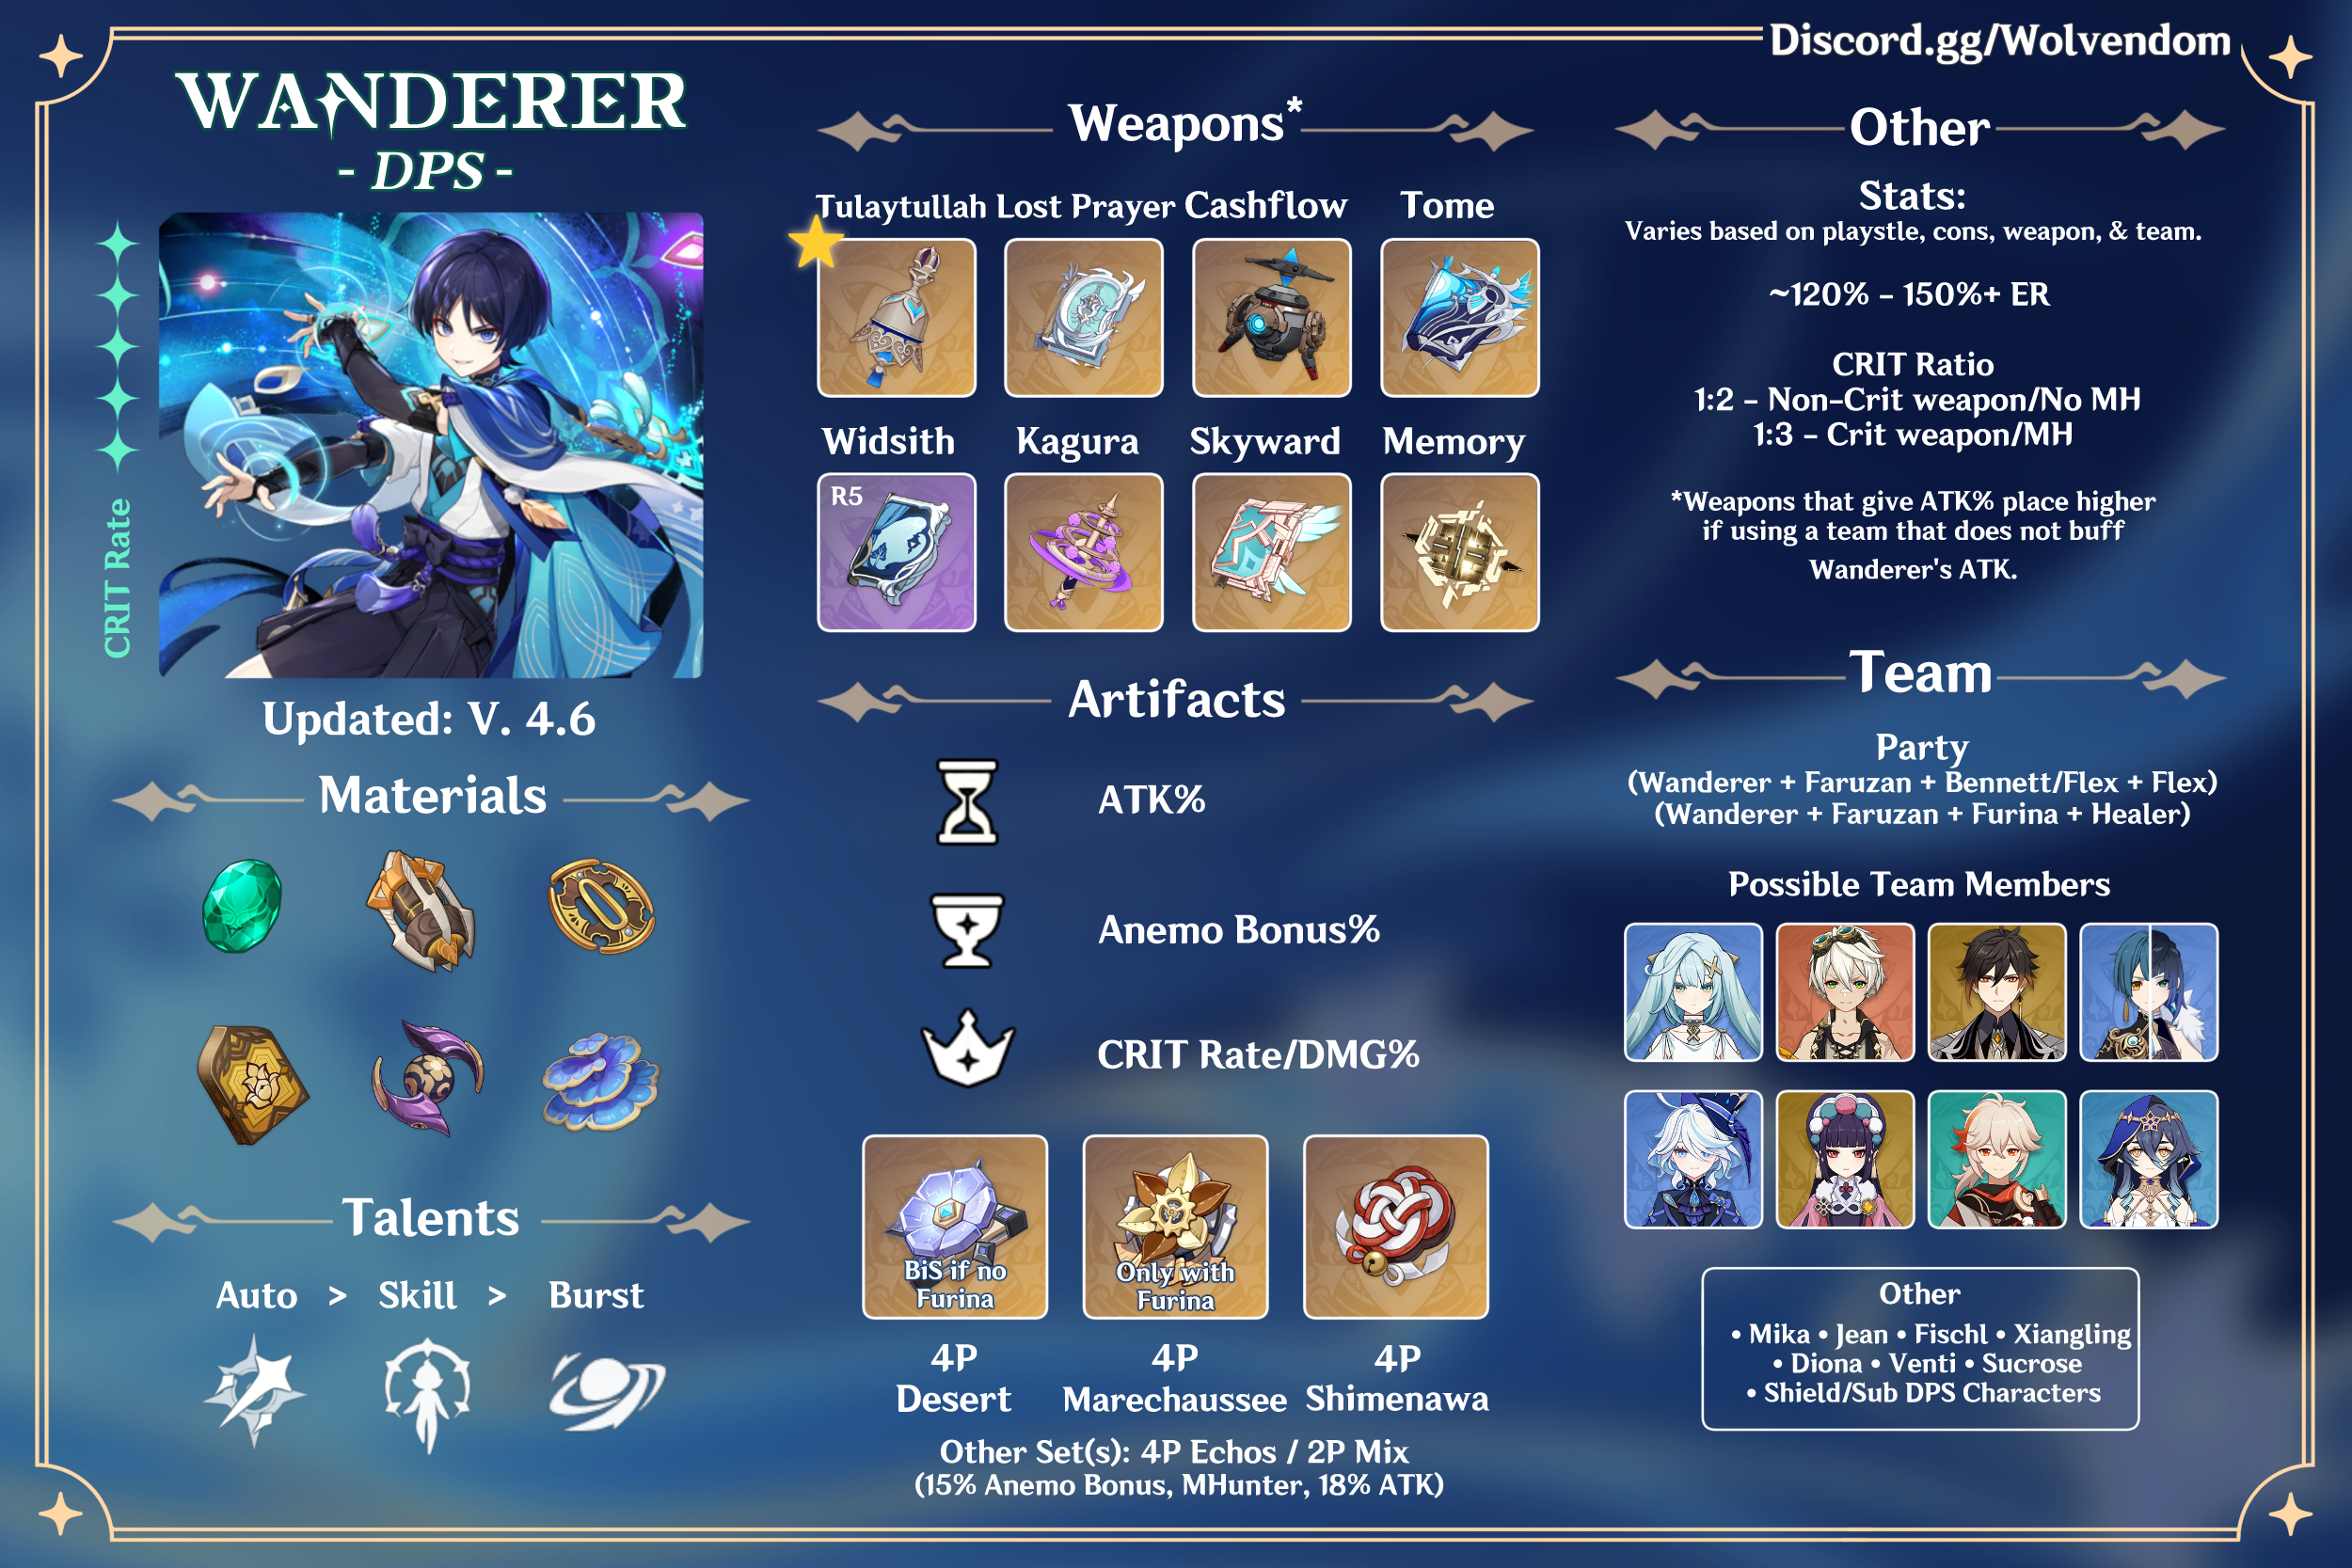 Discord.gg/Wolvendom
WANDERER
- DPS -
CRIT Rate
Updated: V. 4.6
Materials
Talents
Auto > Skill > Burst
Weapons*
Tulaytullah Lost Prayer Cashflow Tome
Widsith Kagura Skyward Memory
R5
Artifacts
ATK%
Anemo Bonus%
CRIT Rate/DMG%
BiS if no
Furina
Only with
Furina
4P
Desert
4P
Marechaussee
4P
Shimenawa
Other Set(s): 4P Echos / 2P Mix
(15% Anemo Bonus, MHunter, 18% ATK)
Other
Stats:
Varies based on playstle, cons, weapon, & team.
~120% - 150%+ ER
CRIT Ratio
1:2 - Non-Crit weapon/No MH
1:3 - Crit weapon/MH
*Weapons that give ATK% place higher
if using a team that does not buff
Wanderer's ATK.
Team
Party
(Wanderer + Faruzan + Bennett/Flex + Flex)
(Wanderer + Faruzan + Furina + Healer)
Possible Team Members
Other
• Mika • Jean • Fischl • Xiangling
• Diona • Venti • Sucrose
• Shield/Sub DPS Characters